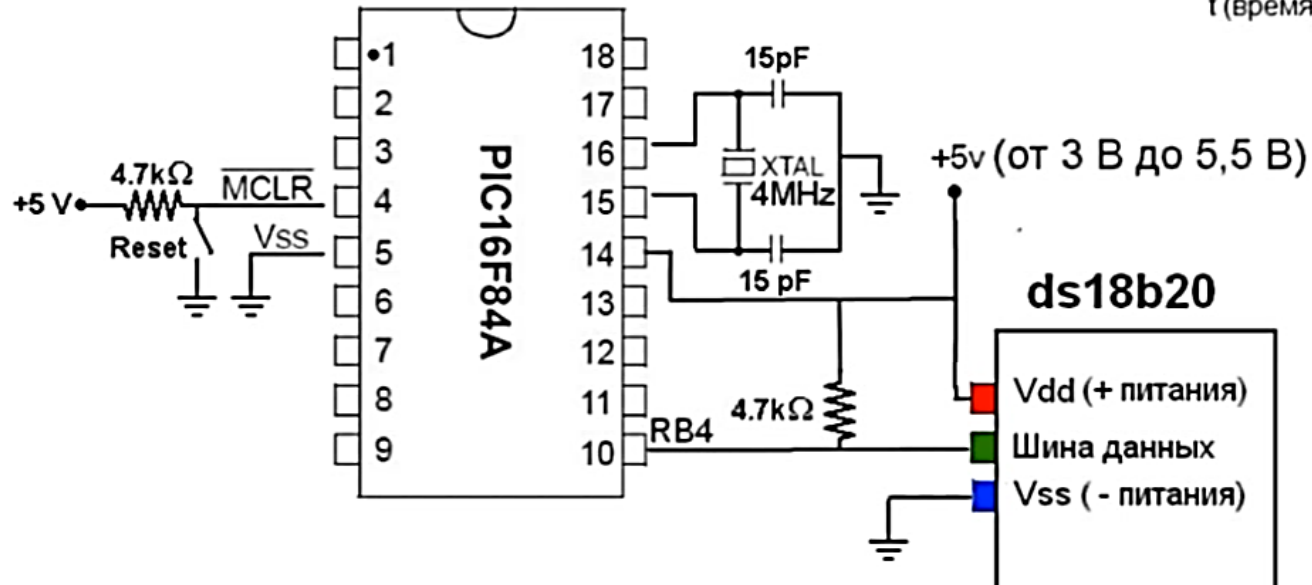 t (время
•1
2
3
4
5
6
7
8
9
18
17
16
15
14
13
12
11
10
PIC16F84A
+5 V
4.7kΩ
MCLR
Reset
Vss
15pF
XTAL
4MHz
15 pF
+5v (от 3 В до 5,5 В)
4.7kΩ
RB4
ds18b20
Vdd (+ питания)
Шина данных
Vss ( - питания)